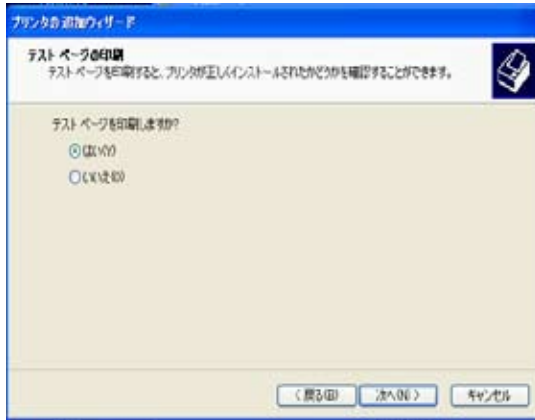 プリンタの追加ウィザード
テスト ページの印刷
テスト ページを印刷すると、プリンタが正しくインストールされたかどうかを確認することができます。
テスト ページを印刷しますか?
はい(Y)
いいえ(O)
< 戻る(B)
次へ(N) >
キャンセル